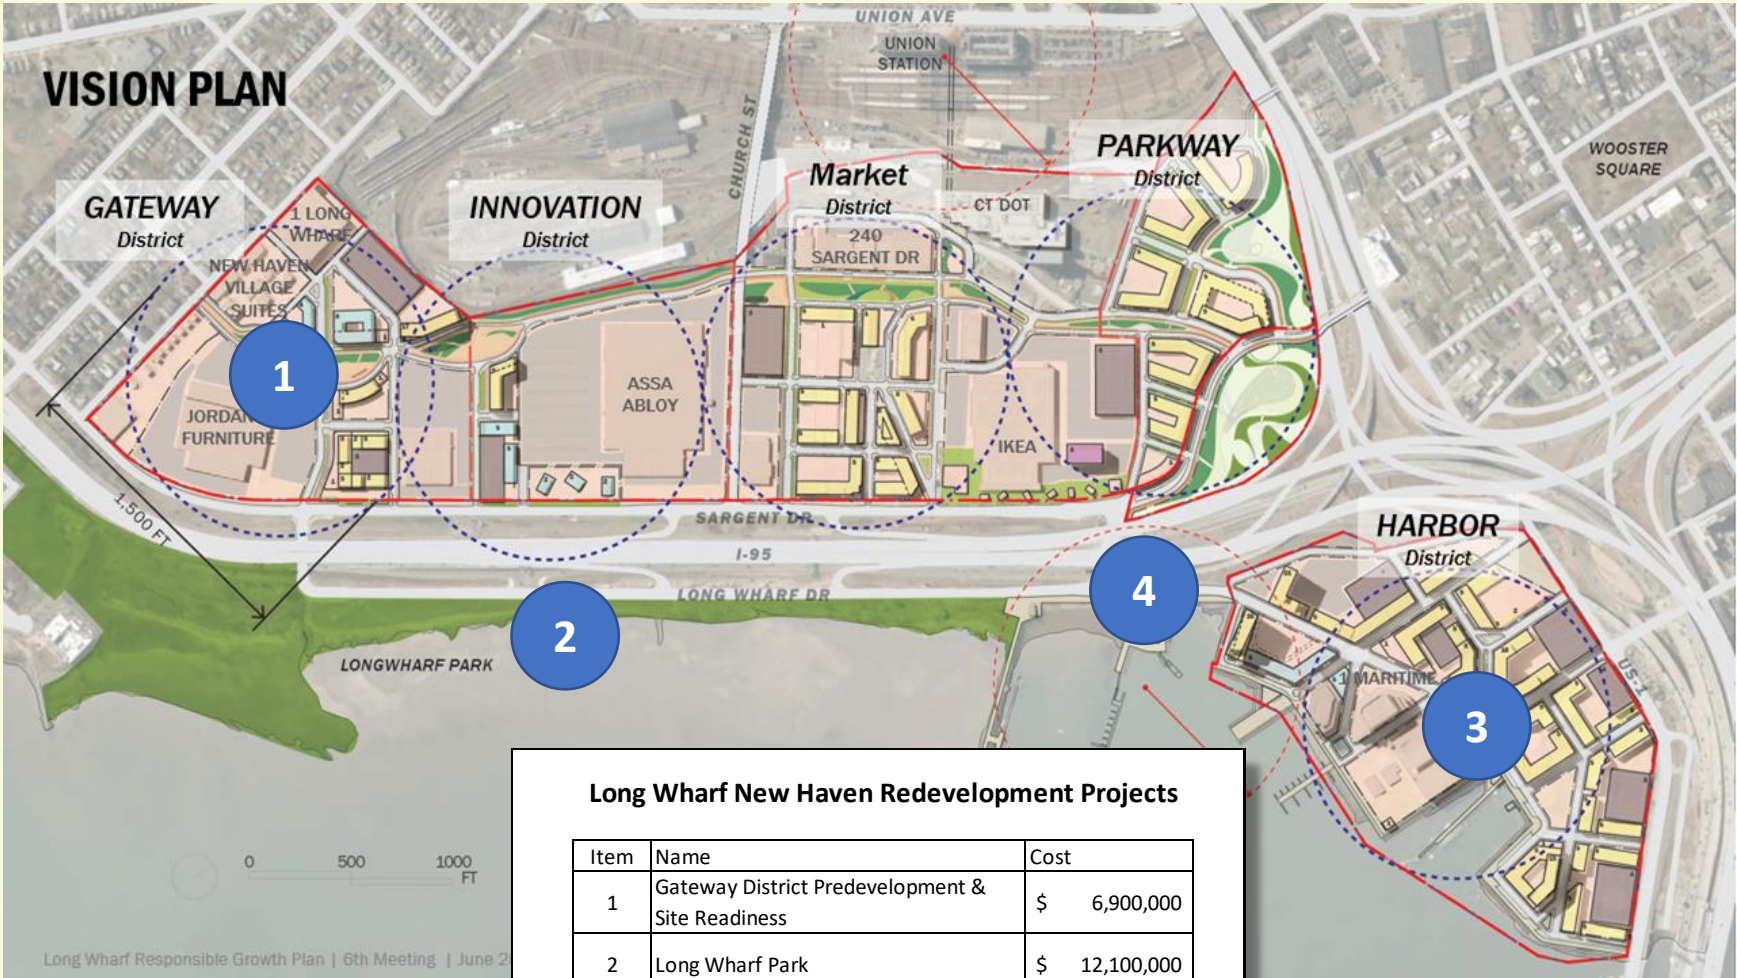 UNION AVE
UNION
STATION
VISION PLAN
CHURCH ST
PARKWAY
District
WOOSTER
SQUARE
Market
District
GATEWAY
District
INNOVATION
District
1 LONG
WHARF
CT DOT
240
SARGENT DR
NEW HAVEN
VILLAGE
SUITES
1
ASSA
ABLOY
JORDAN
FURNITURE
IKEA
1,500 FT
SARGENT DR
I-95
HARBOR
District
4
LONG WHARF DR
2
LONGWHARF PARK
1 MARITIME
US-1
3
Long Wharf New Haven Redevelopment Projects
Item Name Cost
1 Gateway District Predevelopment &
Site Readiness $ 6,900,000
2 Long Wharf Park $ 12,100,000
0 500 1000
FT
Long Wharf Responsible Growth Plan | 6th Meeting | June